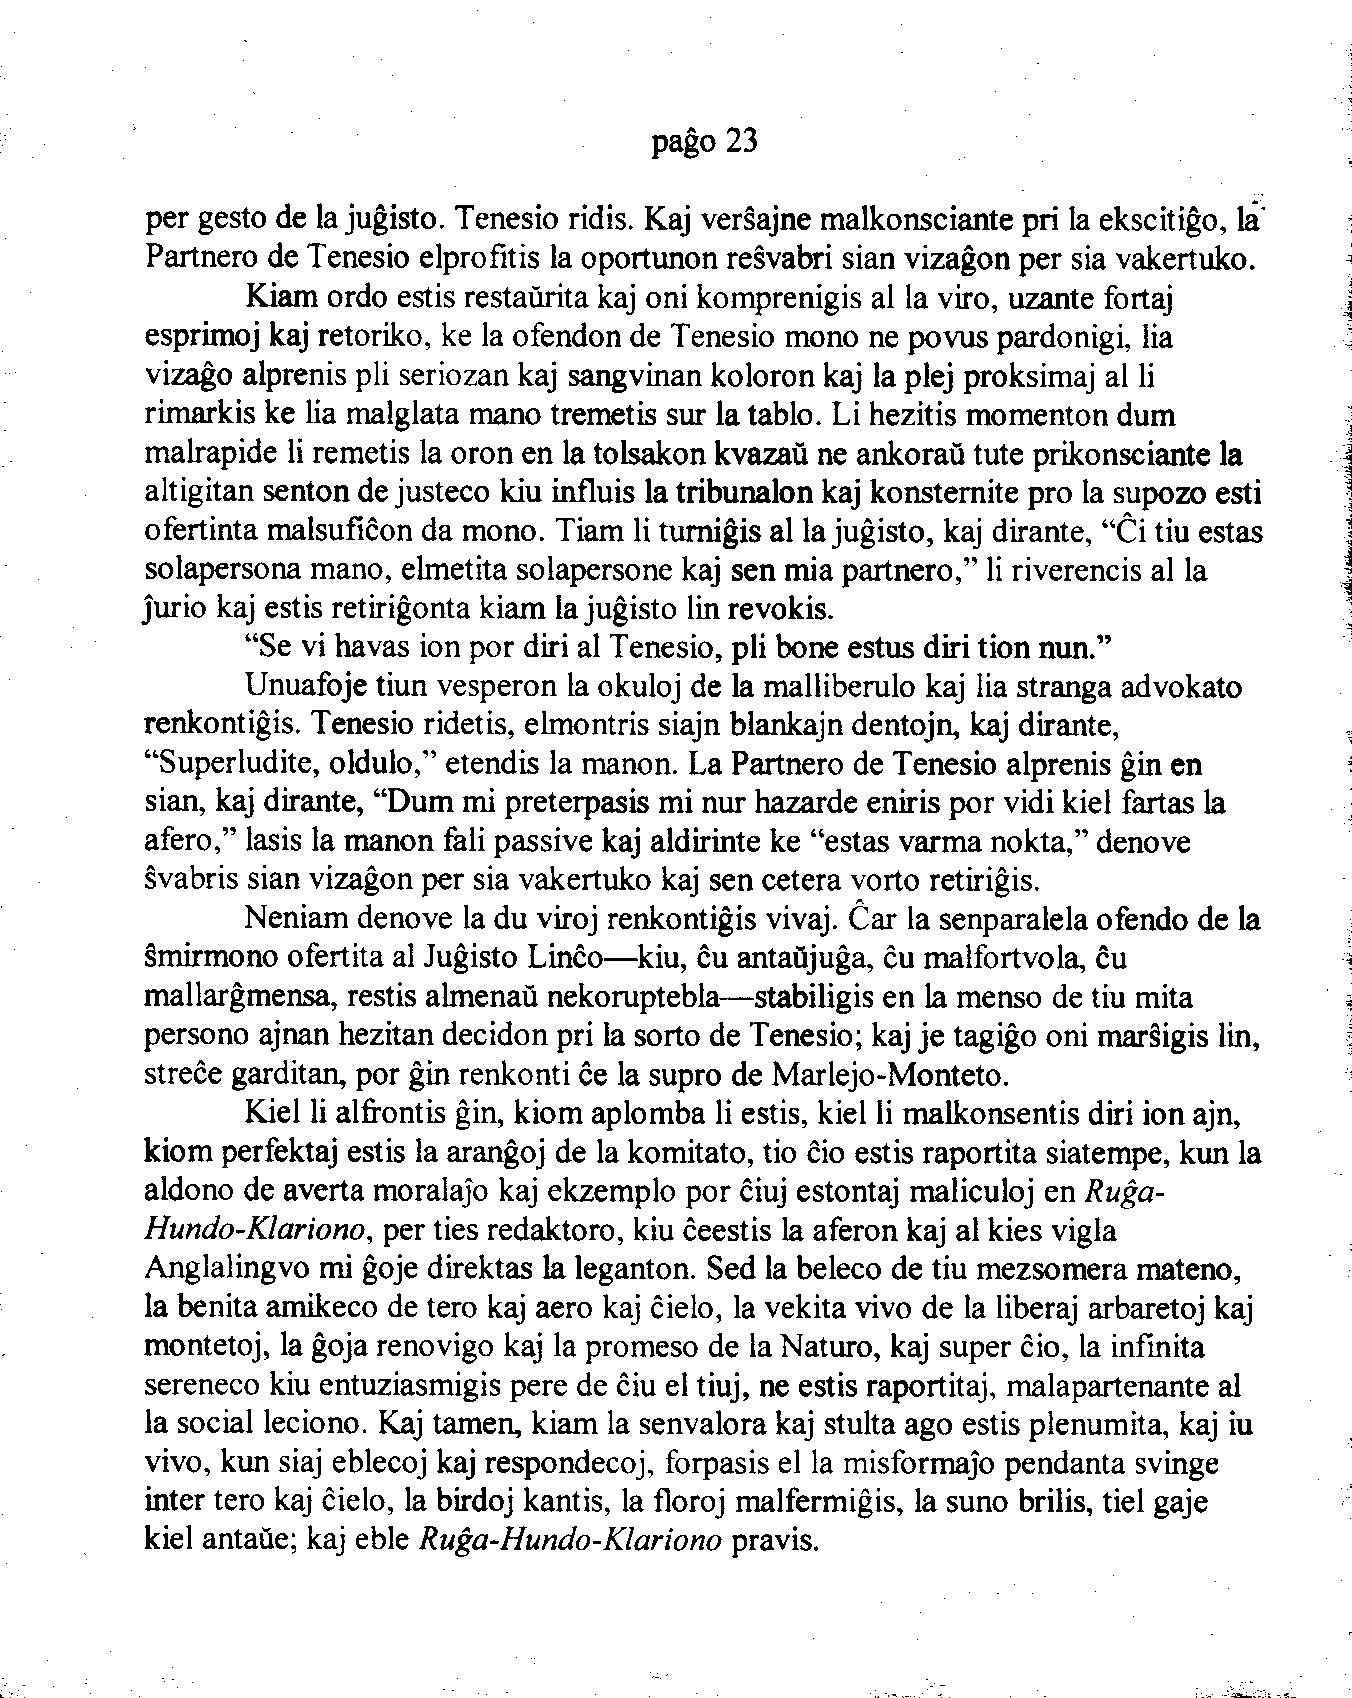 paĝo 23
per gesto de la juĝisto. Tenesio ridis. Kaj verŝajne malkonsciante pri la ekscitiĝo, la
Partnero de Tenesio elprofitis la oportunon reŝvabri sian vizaĝon per sia vakertuko.
Kiam ordo estis restaŭrita kaj oni komprenigis al la viro, uzante fortaj
esprimoj kaj retoriko, ke la ofendon de Tenesio mono ne povus pardonigi, lia
vizaĝo alprenis pli seriozan kaj sangvinan koloron kaj la plej proksimaj al li
rimarkis ke lia malglata mano tremetis sur la tablo. Li hezitis momenton dum
malrapide li remetis la oron en la tolsakon kvazaŭ ne ankoraŭ tute prikonsciante la
altigitan senton de justeco kiu influis la tribunalon kaj konsternite pro la supozo esti
ofertinta malsufiĉon da mono. Tiam li turniĝis al la juĝisto, kaj dirante, “Ĉi tiu estas
solapersona mano, elmetita solapersone kaj sen mia partnero,” li riverencis al la
ĵurio kaj estis retiriĝonta kiam la juĝisto lin revokis.
“Se vi havas ion por diri al Tenesio, pli bone estus diri tion nun.”
Unuafoje tiun vesperon la okuloj de la malliberulo kaj lia stranga advokato
renkontiĝis. Tenesio ridetis, elmontris siajn blankajn dentojn, kaj dirante,
“Superludite, oldulo,” etendis la manon. La Partnero de Tenesio alprenis ĝin en
sian, kaj dirante, “Dum mi preterpasis mi nur hazarde eniris por vidi kiel fartas la
afero,” lasis la manon fali passive kaj aldirinte ke “estas varma nokta,” denove
ŝvabris sian vizaĝon per sia vakertuko kaj sen cetera vorto retiriĝis.
Neniam denove la du viroj renkontiĝis vivaj. Ĉar la senparalela ofendo de la
ŝmirmono ofertita al Juĝisto Linĉo—kiu, ĉu antaŭjuĝa, ĉu malfortvola, ĉu
mallarĝmensa, restis almenaŭ nekoruptebla—stabiligis en la menso de tiu mita
persono ajnan hezitan decidon pri la sorto de Tenesio; kaj je tagiĝo oni marŝigis lin,
streĉe garditan, por ĝin renkonti ĉe la supro de Marlejo-Monteto.
Kiel li alfrontis ĝin, kiom aplomba li estis, kiel li malkonsentis diri ion ajn,
kiom perfektaj estis la aranĝoj de la komitato, tio ĉio estis raportita siatempe, kun la
aldono de averta moralaĵo kaj ekzemplo por ĉiuj estontaj maliculoj en Ruĝa-
Hundo-Klariono, per ties redaktoro, kiu ĉeestis la aferon kaj al kies vigla
Anglalingvo mi ĝoje direktas la leganton. Sed la beleco de tiu mezsomera mateno,
la benita amikeco de tero kaj aero kaj ĉielo, la vekita vivo de la liberaj arbaretoj kaj
montetoj, la ĝoja renovigo kaj la promeso de la Naturo, kaj super ĉio, la infinita
sereneco kiu entuziasmigis pere de ĉiu el tiuj, ne estis raportitaj, malapartenante al
la social leciono. Kaj tamen, kiam la senvalora kaj stulta ago estis plenumita, kaj iu
vivo, kun siaj eblecoj kaj respondecoj, forpasis el la misformaĵo pendanta svinge
inter tero kaj ĉielo, la birdoj kantis, la floroj malfermiĝis, la suno brilis, tiel gaje
kiel antaŭe; kaj eble Ruĝa-Hundo-Klariono pravis.